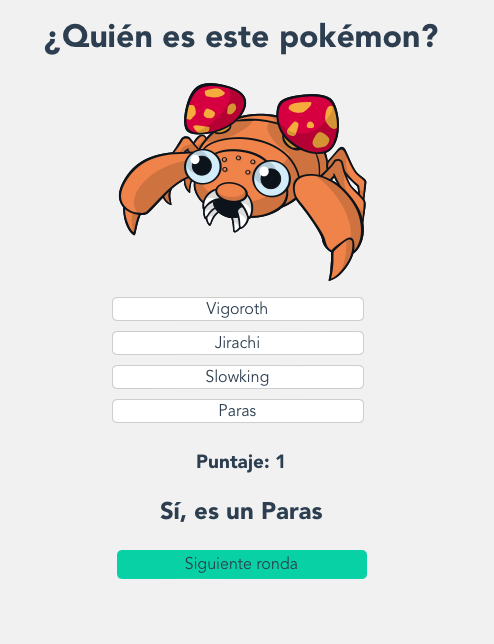 ¿Quién es este pokémon?
Vigoroth
Jirachi
Slowking
Paras
Puntaje: 1
Sí, es un Paras
Siguiente ronda